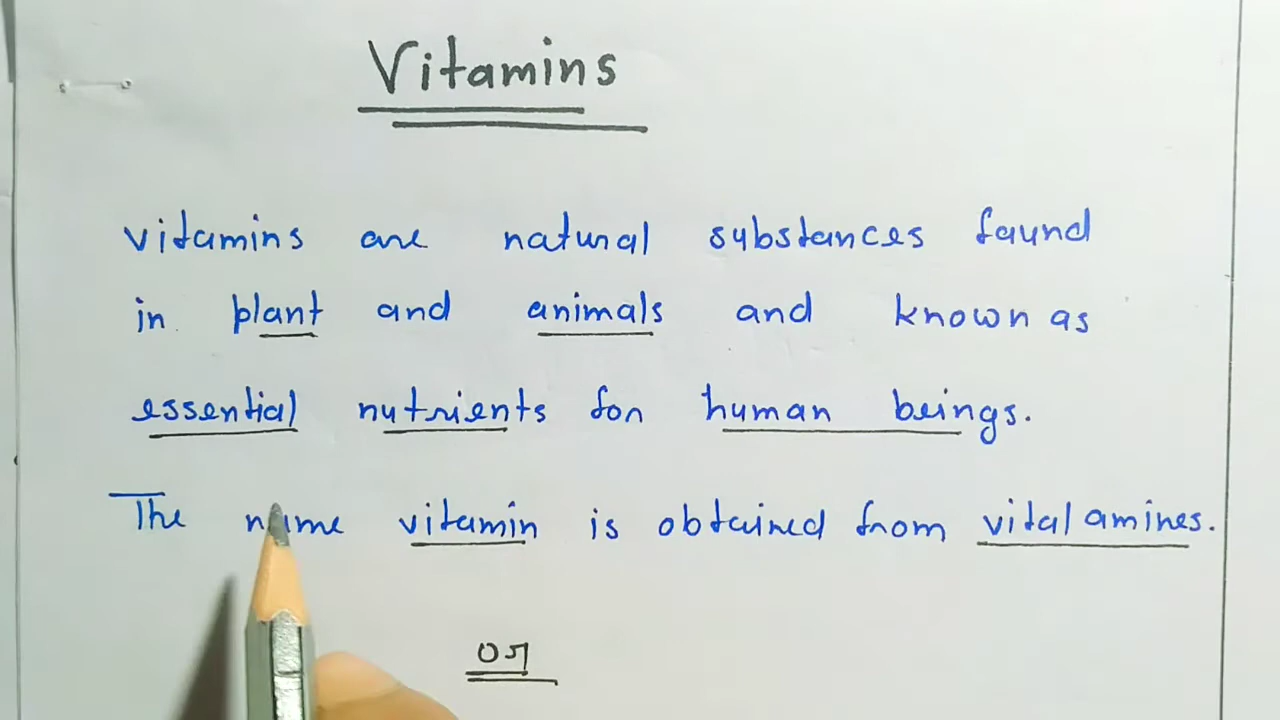 Vitamins
vitamins are natural substances faund
in plant and animals and known as
essential nutrients for human beings.
The name vitamin is obtained from vital amines.
or